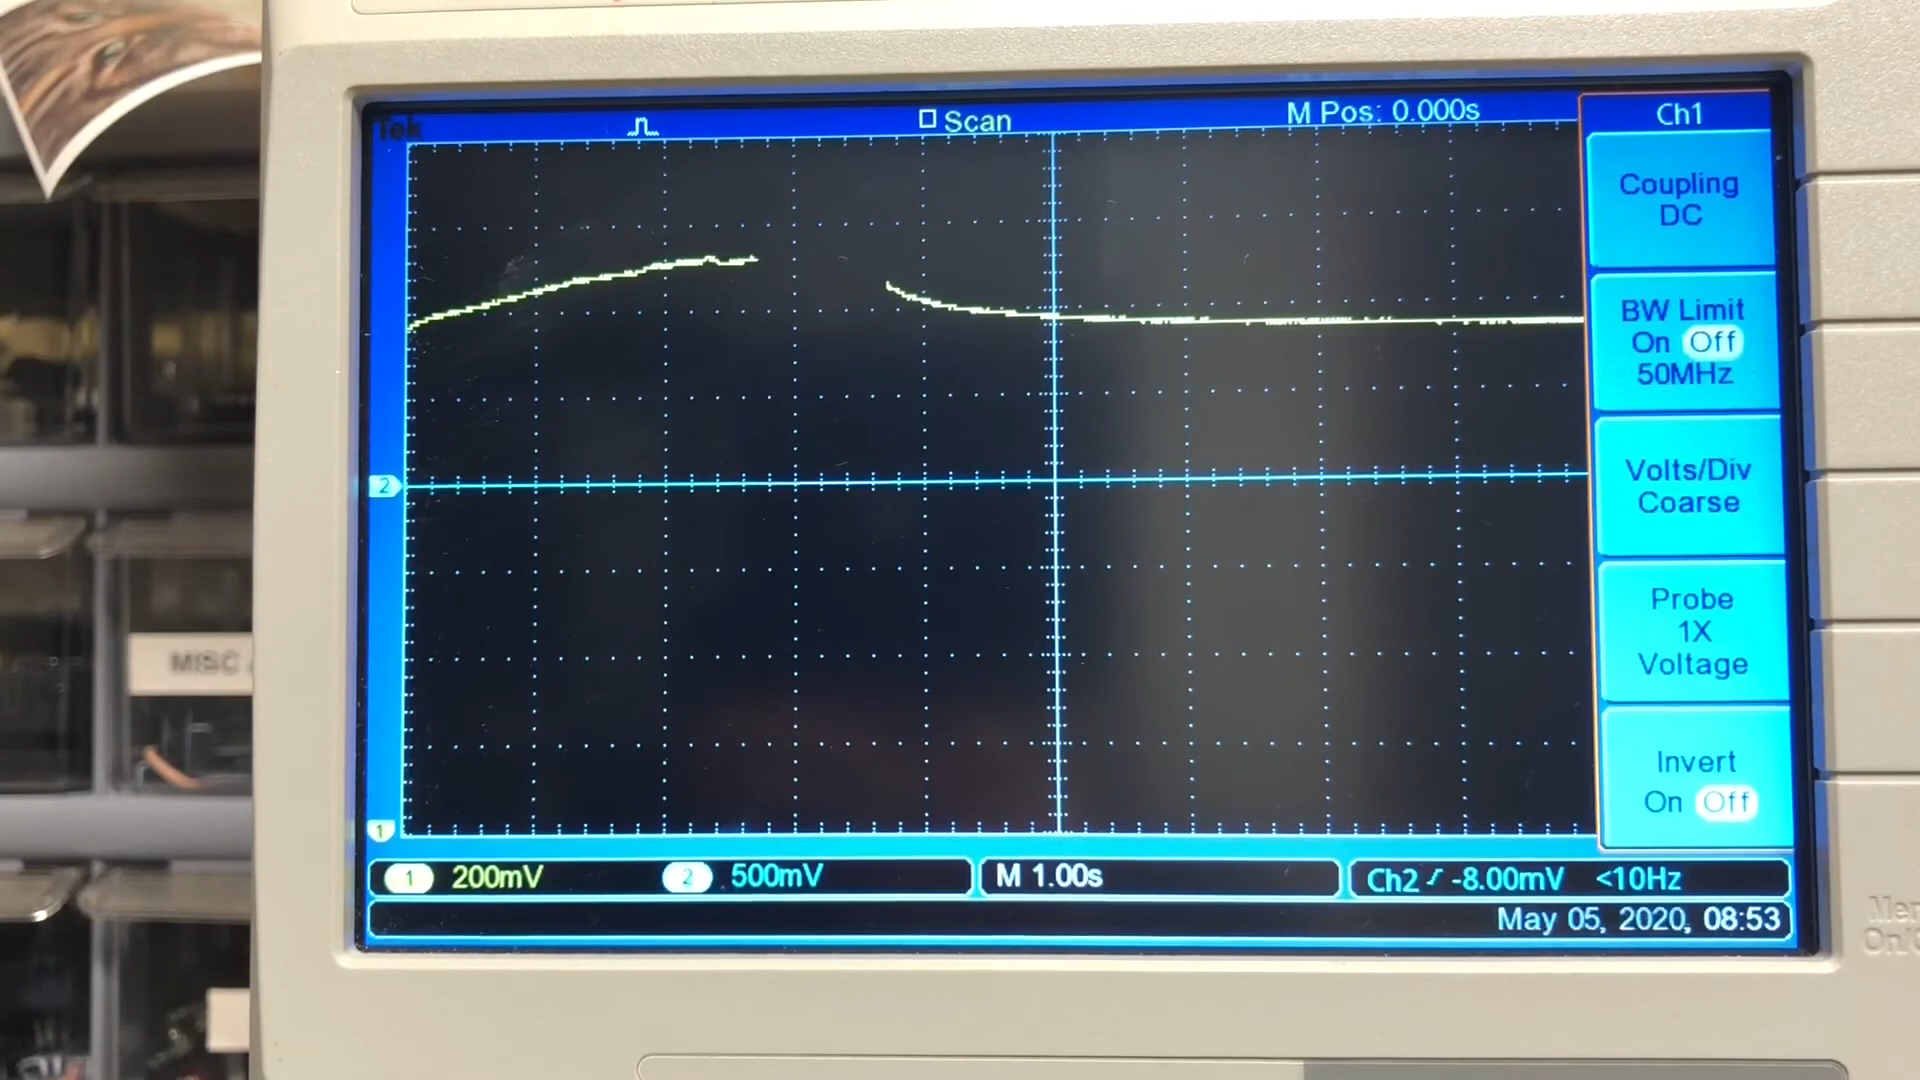 Tek
Scan
M Pos: 0.000s
Ch1
Coupling
DC
BW Limit
On Off
50MHz
2
Volts/Div
Coarse
Probe
1X
Voltage
MISC
Invert
On Off
1
1 200mV
2 500mV
M 1.00s
Ch2 -8.00mV <10Hz
May 05, 2020, 08:53